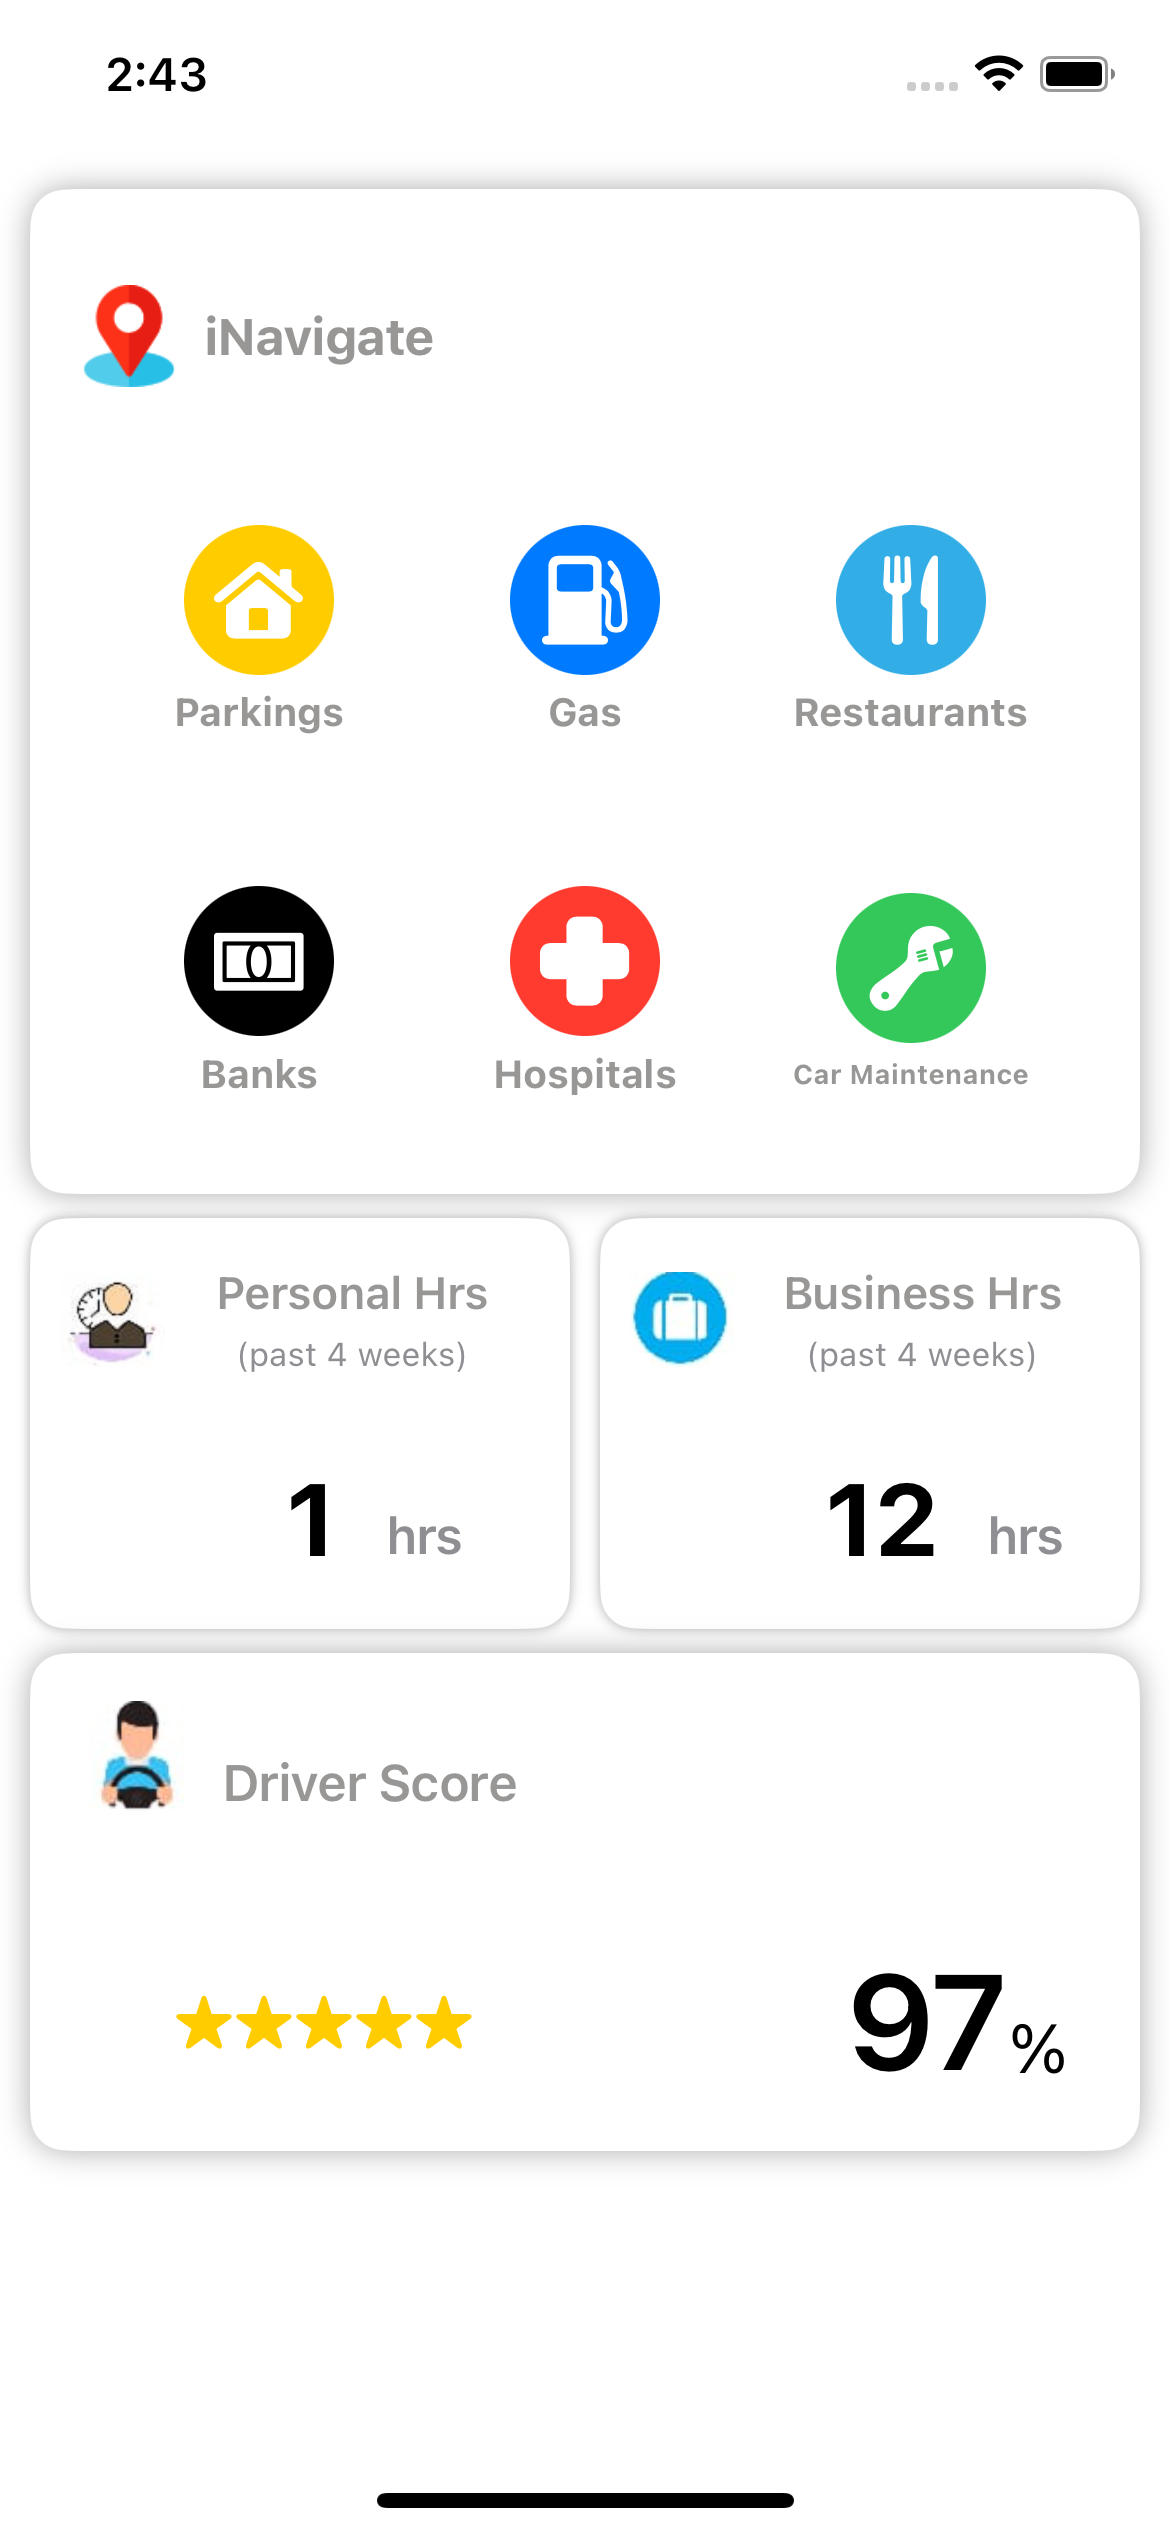 2:43
iNavigate
Parkings
Gas
Restaurants
Banks
Hospitals
Car Maintenance
Personal Hrs
(past 4 weeks)
1 hrs
Business Hrs
(past 4 weeks)
12 hrs
Driver Score
97%